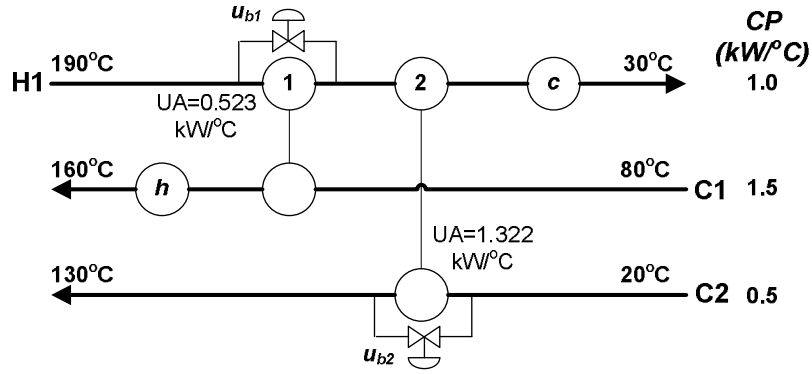 u_b1
CP
(kW/°C)
H1 190°C 1 2 c 30°C 1.0
UA=0.523
kW/°C
160°C h 80°C C1 1.5
UA=1.322
kW/°C
130°C 20°C C2 0.5
u_b2